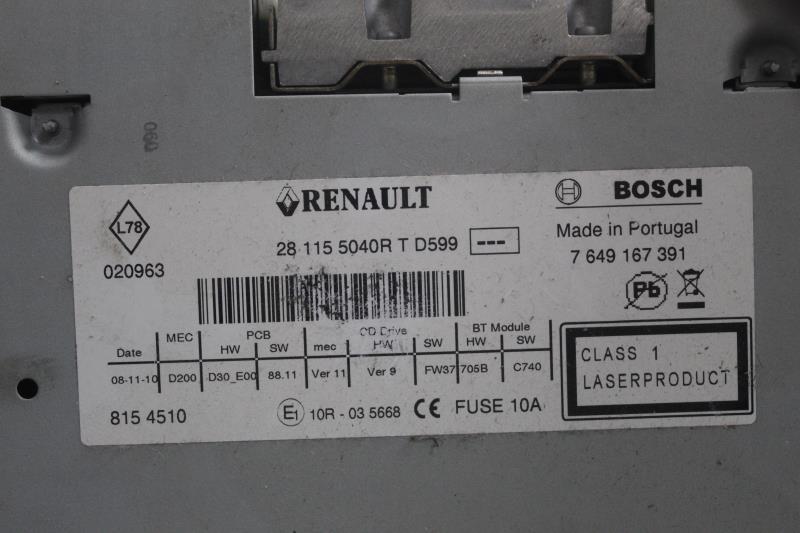 060
RENAULT
BOSCH
L78
020963
28 115 5040R T D599 ---
Made in Portugal
7 649 167 391
Pb
MEC PCB CD Drive BT Module
Date HW SW mec HW SW HW SW
08-11-10 D200 D30_E00 88.11 Ver 11 Ver 9 FW37 705B C740
CLASS 1
LASERPRODUCT
815 4510
E1 10R - 03 5668 CE FUSE 10A